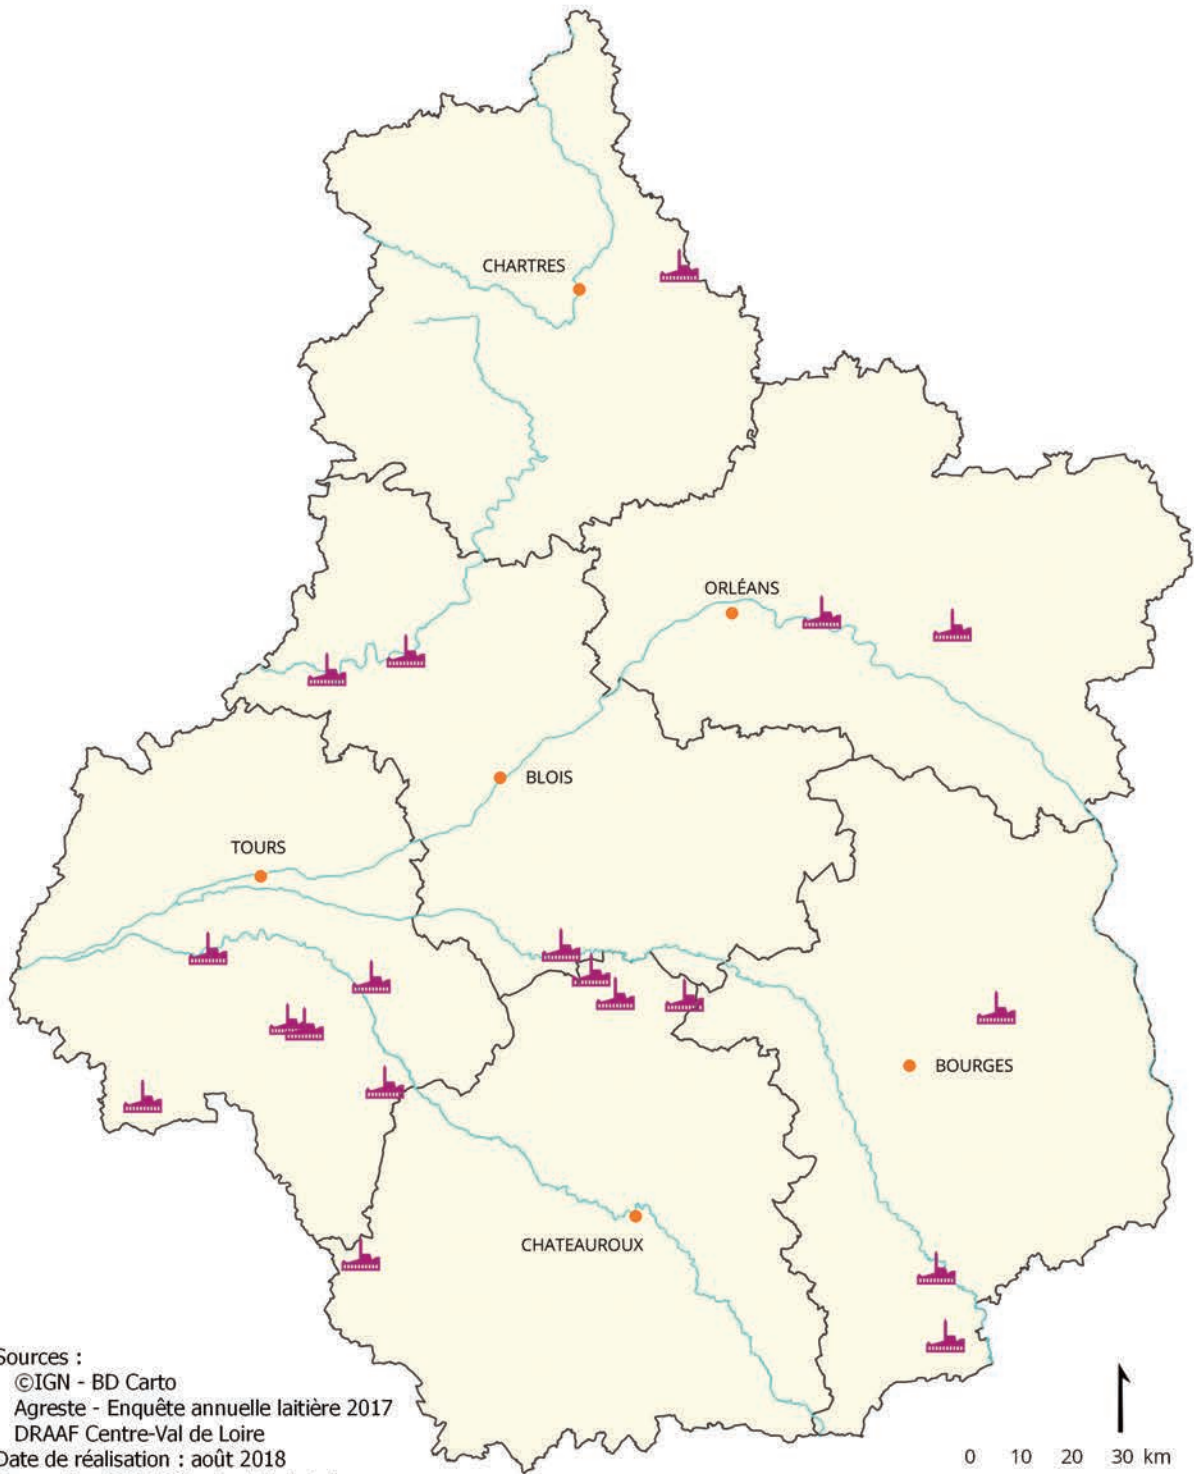 CHARTRES
ORLÉANS
BLOIS
TOURS
BOURGES
CHATEAUROUX
Sources :
©IGN - BD Carto
Agreste - Enquête annuelle laitière 2017
DRAAF Centre-Val de Loire
Date de réalisation : août 2018
0 10 20 30 km